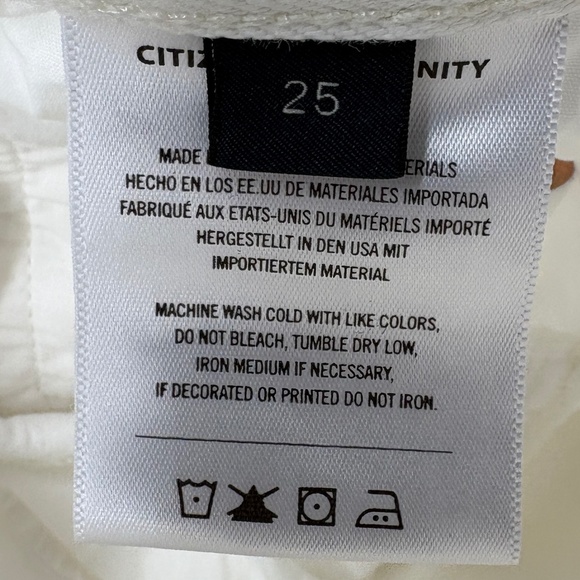 CITIZ NITY
25
MADE ERIALS
HECHO EN LOS EE.UU DE MATERIALES IMPORTADA
FABRIQUÉ AUX ETATS-UNIS DU MATÉRIELS IMPORTÉ
HERGESTELLT IN DEN USA MIT
IMPORTIERTEM MATERIAL
MACHINE WASH COLD WITH LIKE COLORS,
DO NOT BLEACH, TUMBLE DRY LOW,
IRON MEDIUM IF NECESSARY,
IF DECORATED OR PRINTED DO NOT IRON.